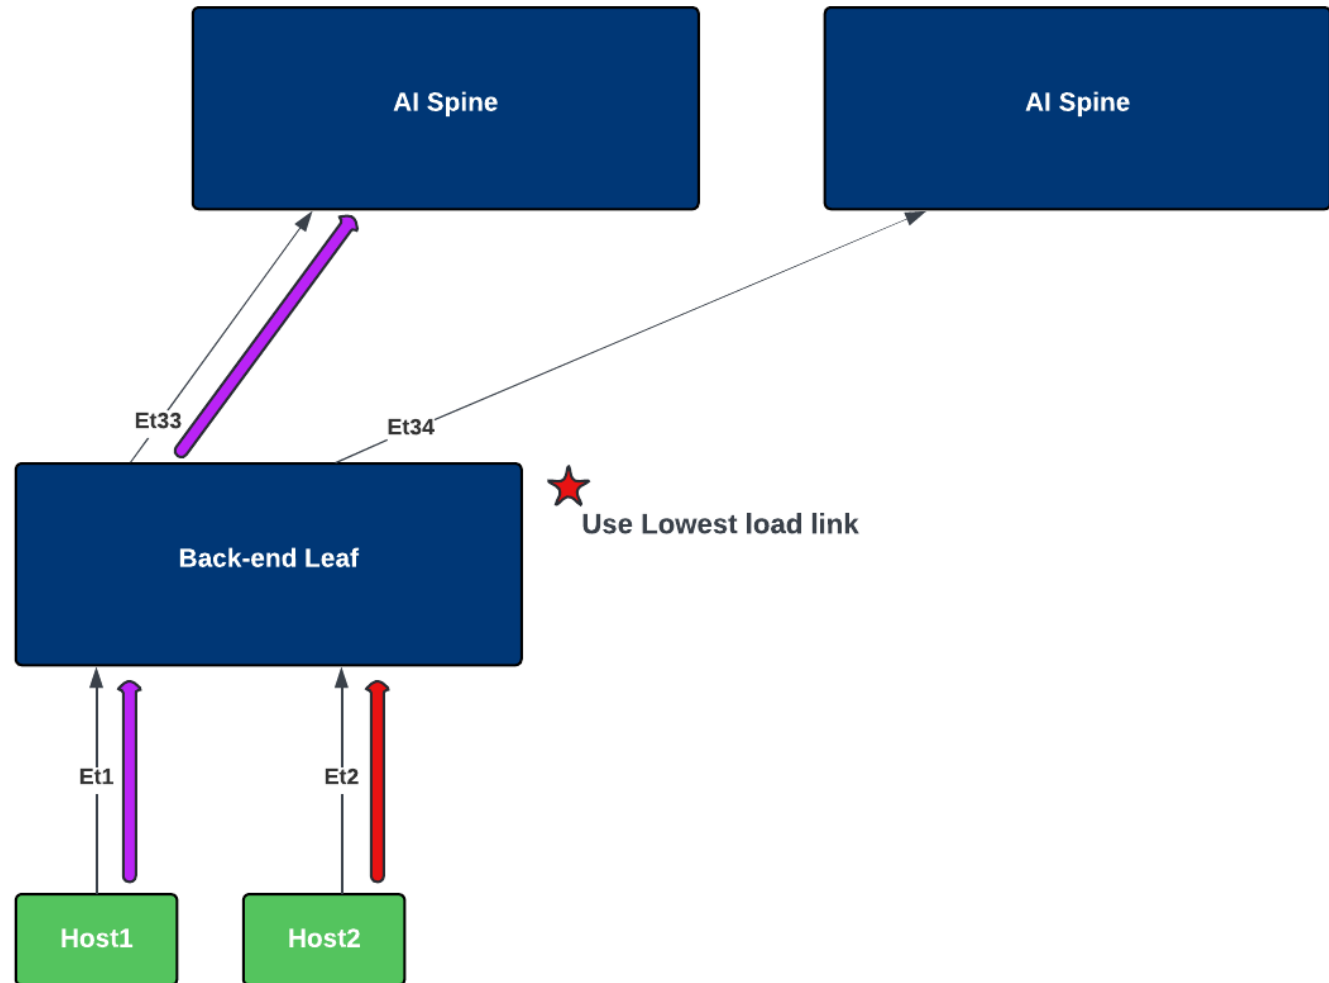 AI Spine
AI Spine
Et33
Et34
Use Lowest load link
Back-end Leaf
Et1
Et2
Host1
Host2